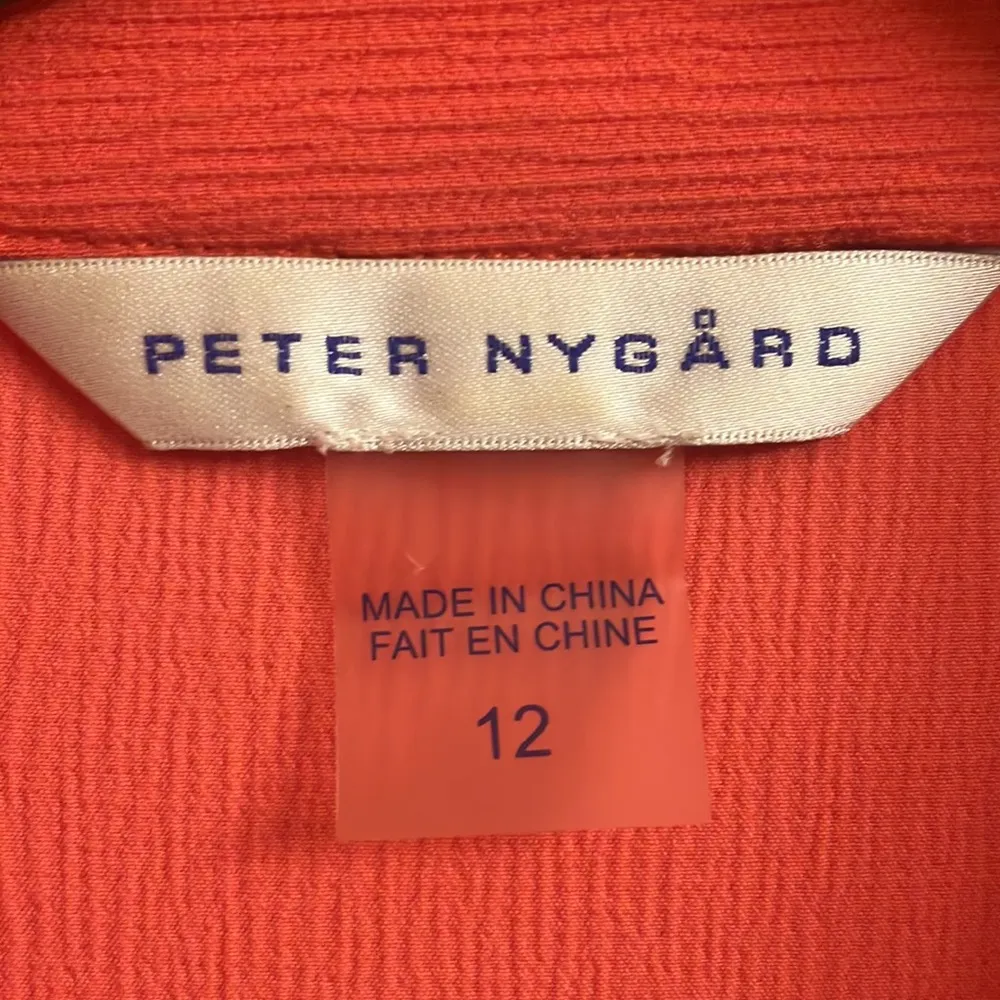 PETER NYGÅRD
MADE IN CHINA
FAIT EN CHINE
12